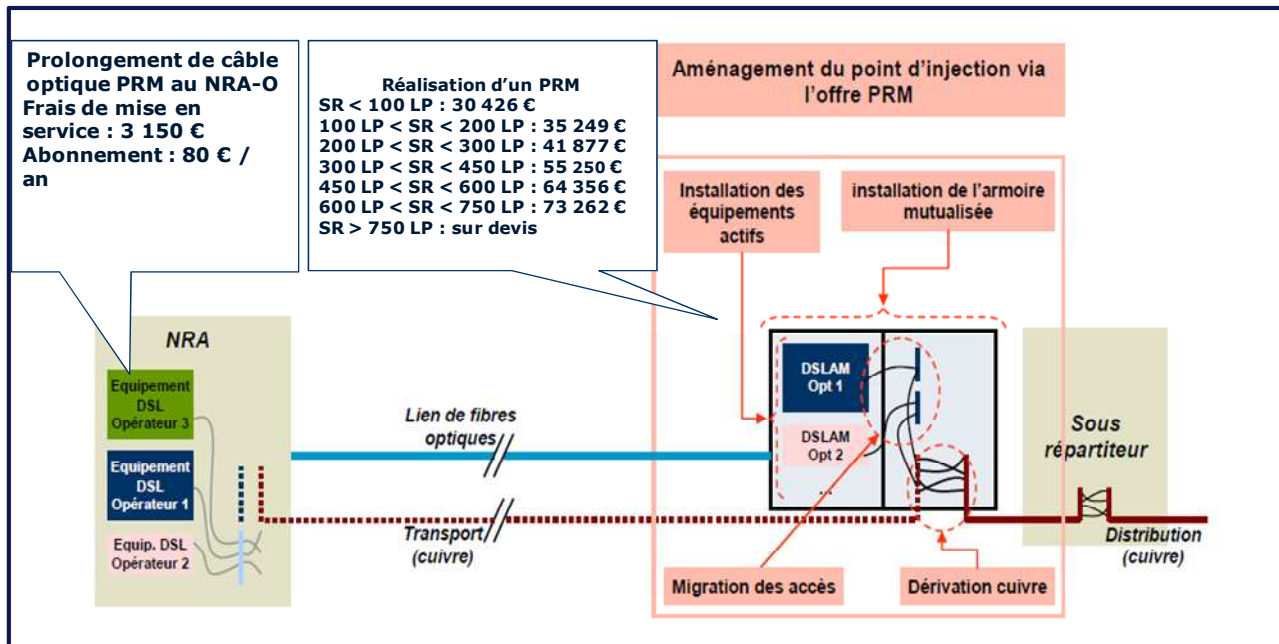 Prolongement de câble
optique PRM au NRA-O
Frais de mise en
service : 3 150 €
Abonnement : 80 € /
an
Réalisation d’un PRM
SR < 100 LP : 30 426 €
100 LP < SR < 200 LP : 35 249 €
200 LP < SR < 300 LP : 41 877 €
300 LP < SR < 450 LP : 55 250 €
450 LP < SR < 600 LP : 64 356 €
600 LP < SR < 750 LP : 73 262 €
SR > 750 LP : sur devis
Aménagement du point d’injection via
l’offre PRM
Installation des
équipements
actifs
installation de l’armoire
mutualisée
NRA
Equipement
DSL
Opérateur 3
Equipement
DSL
Opérateur 1
Equip. DSL
Opérateur 2
Lien de fibres
optiques
Transport
(cuivre)
DSLAM
Opt 1
DSLAM
Opt 2
...
Sous
répartiteur
Distribution
(cuivre)
Migration des accès
Dérivation cuivre